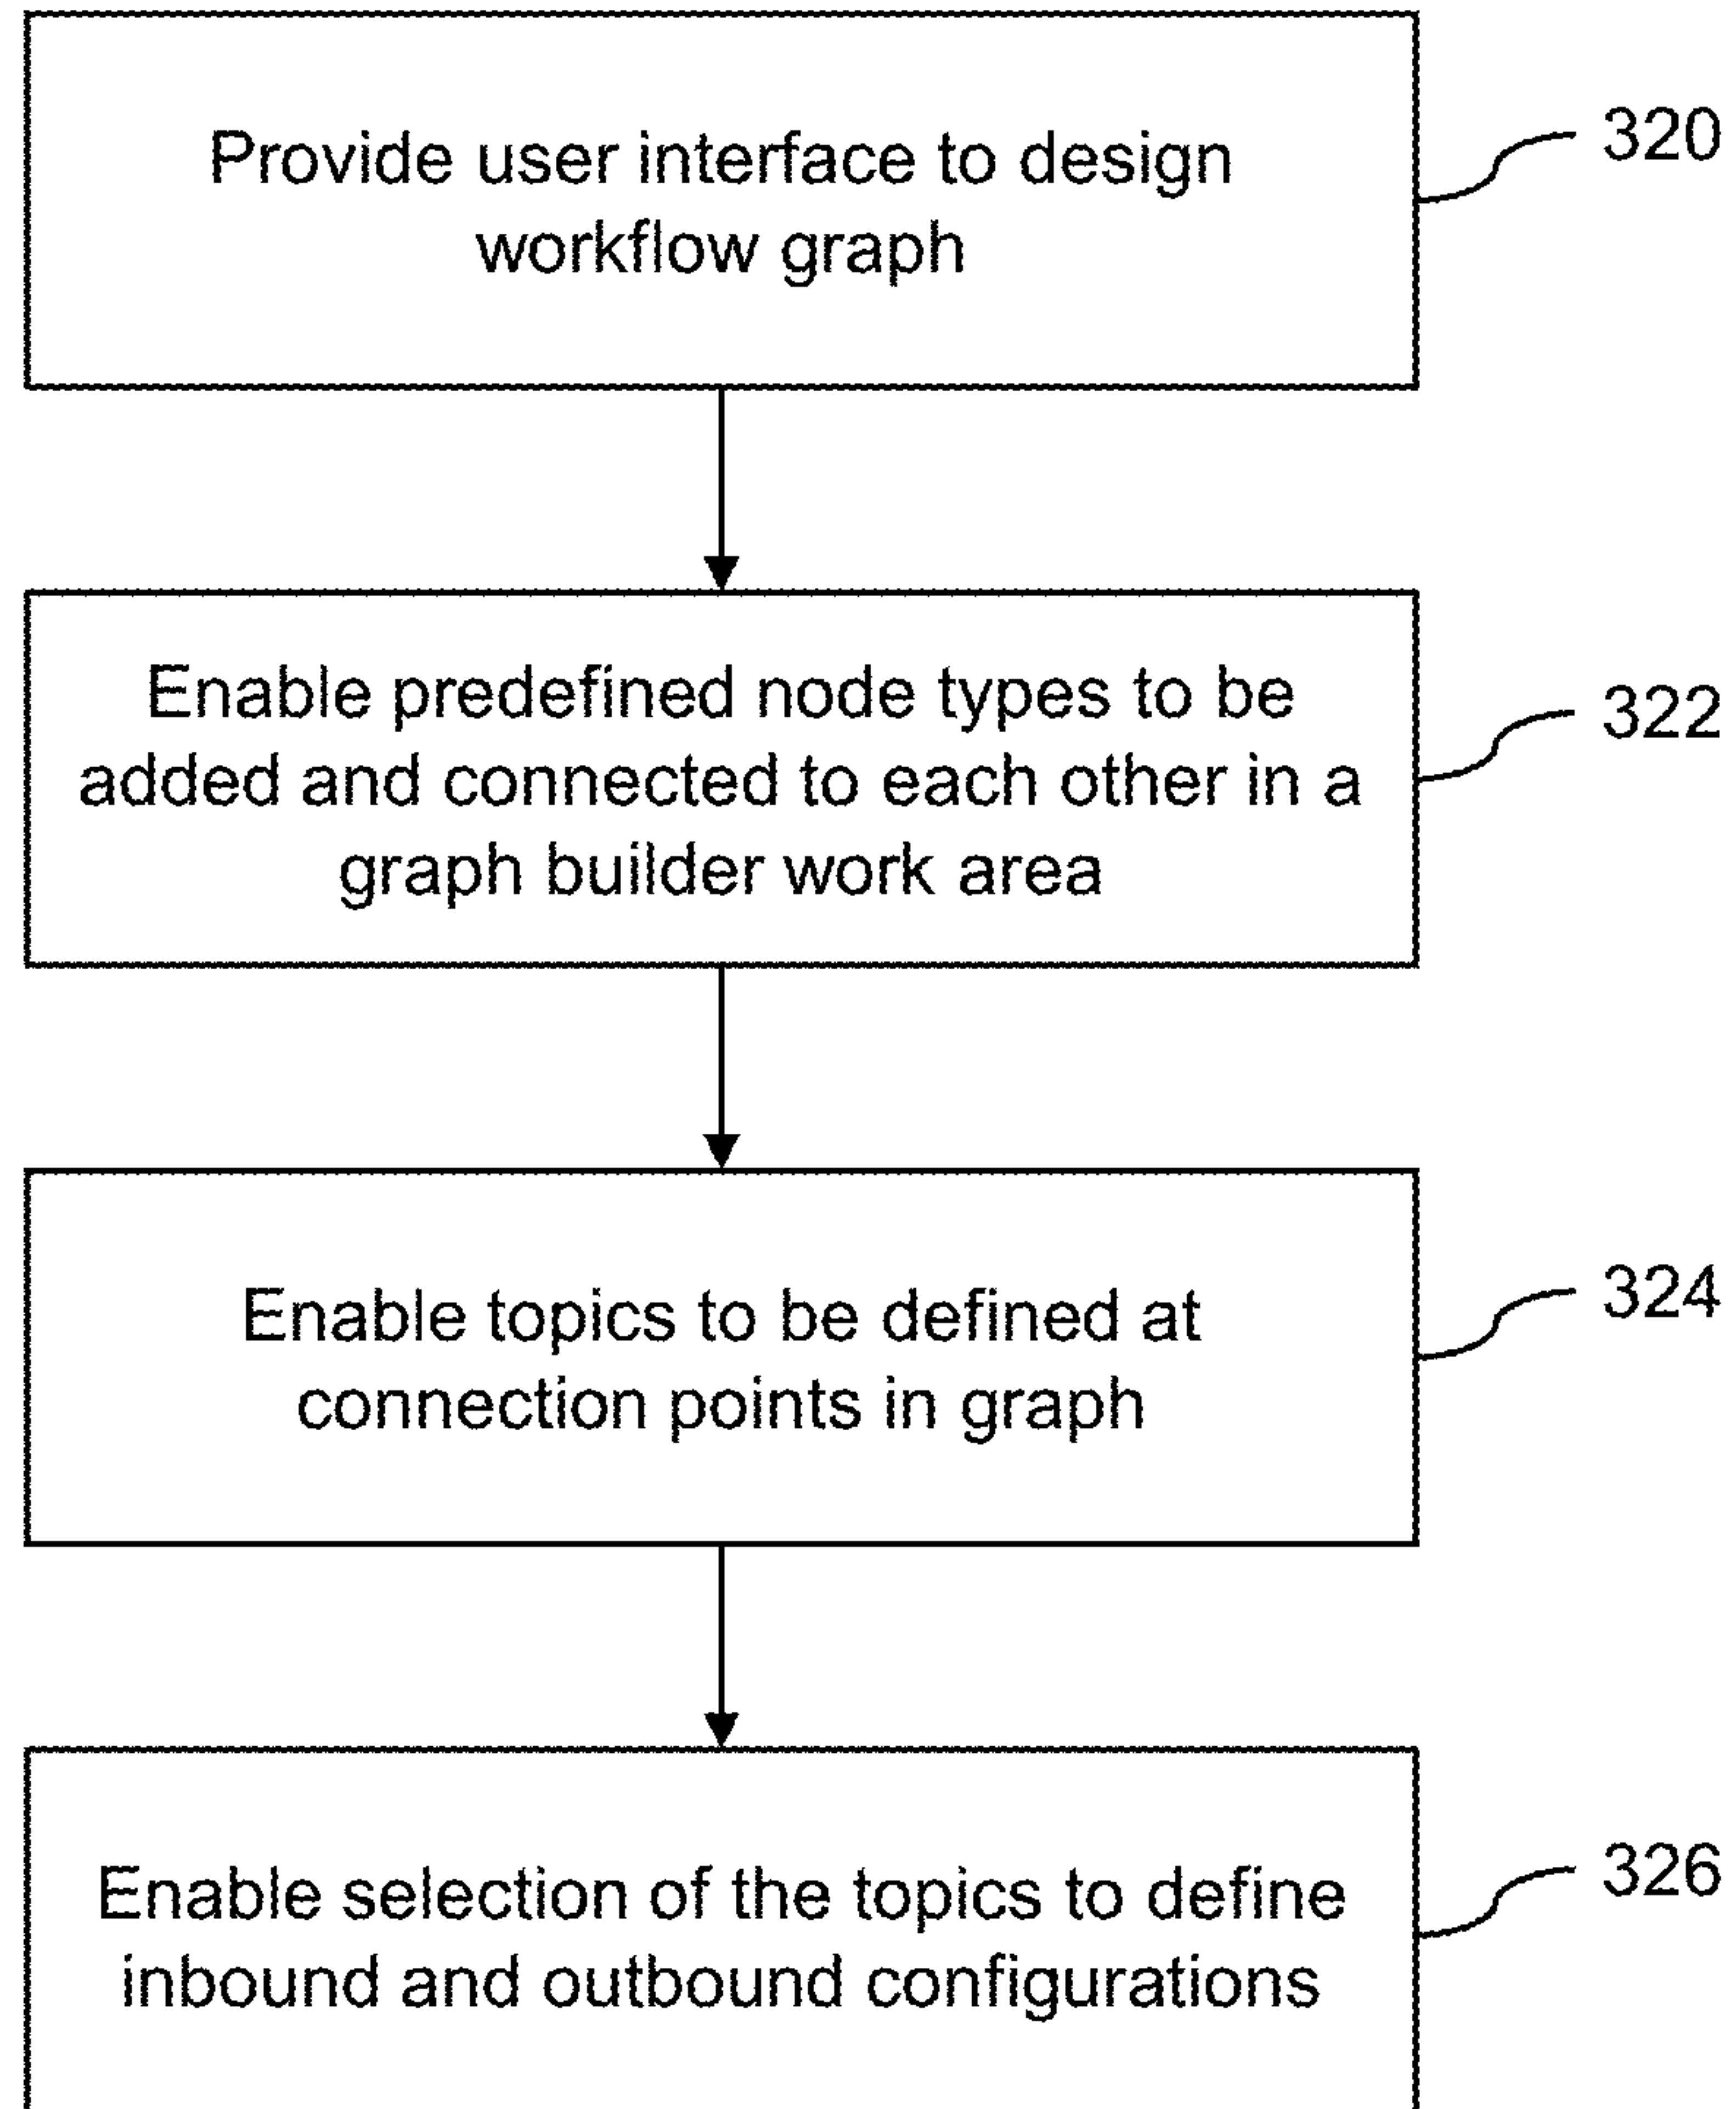 Provide user interface to design
workflow graph
320
Enable predefined node types to be
added and connected to each other in a
graph builder work area
322
Enable topics to be defined at
connection points in graph
324
Enable selection of the topics to define
inbound and outbound configurations
326